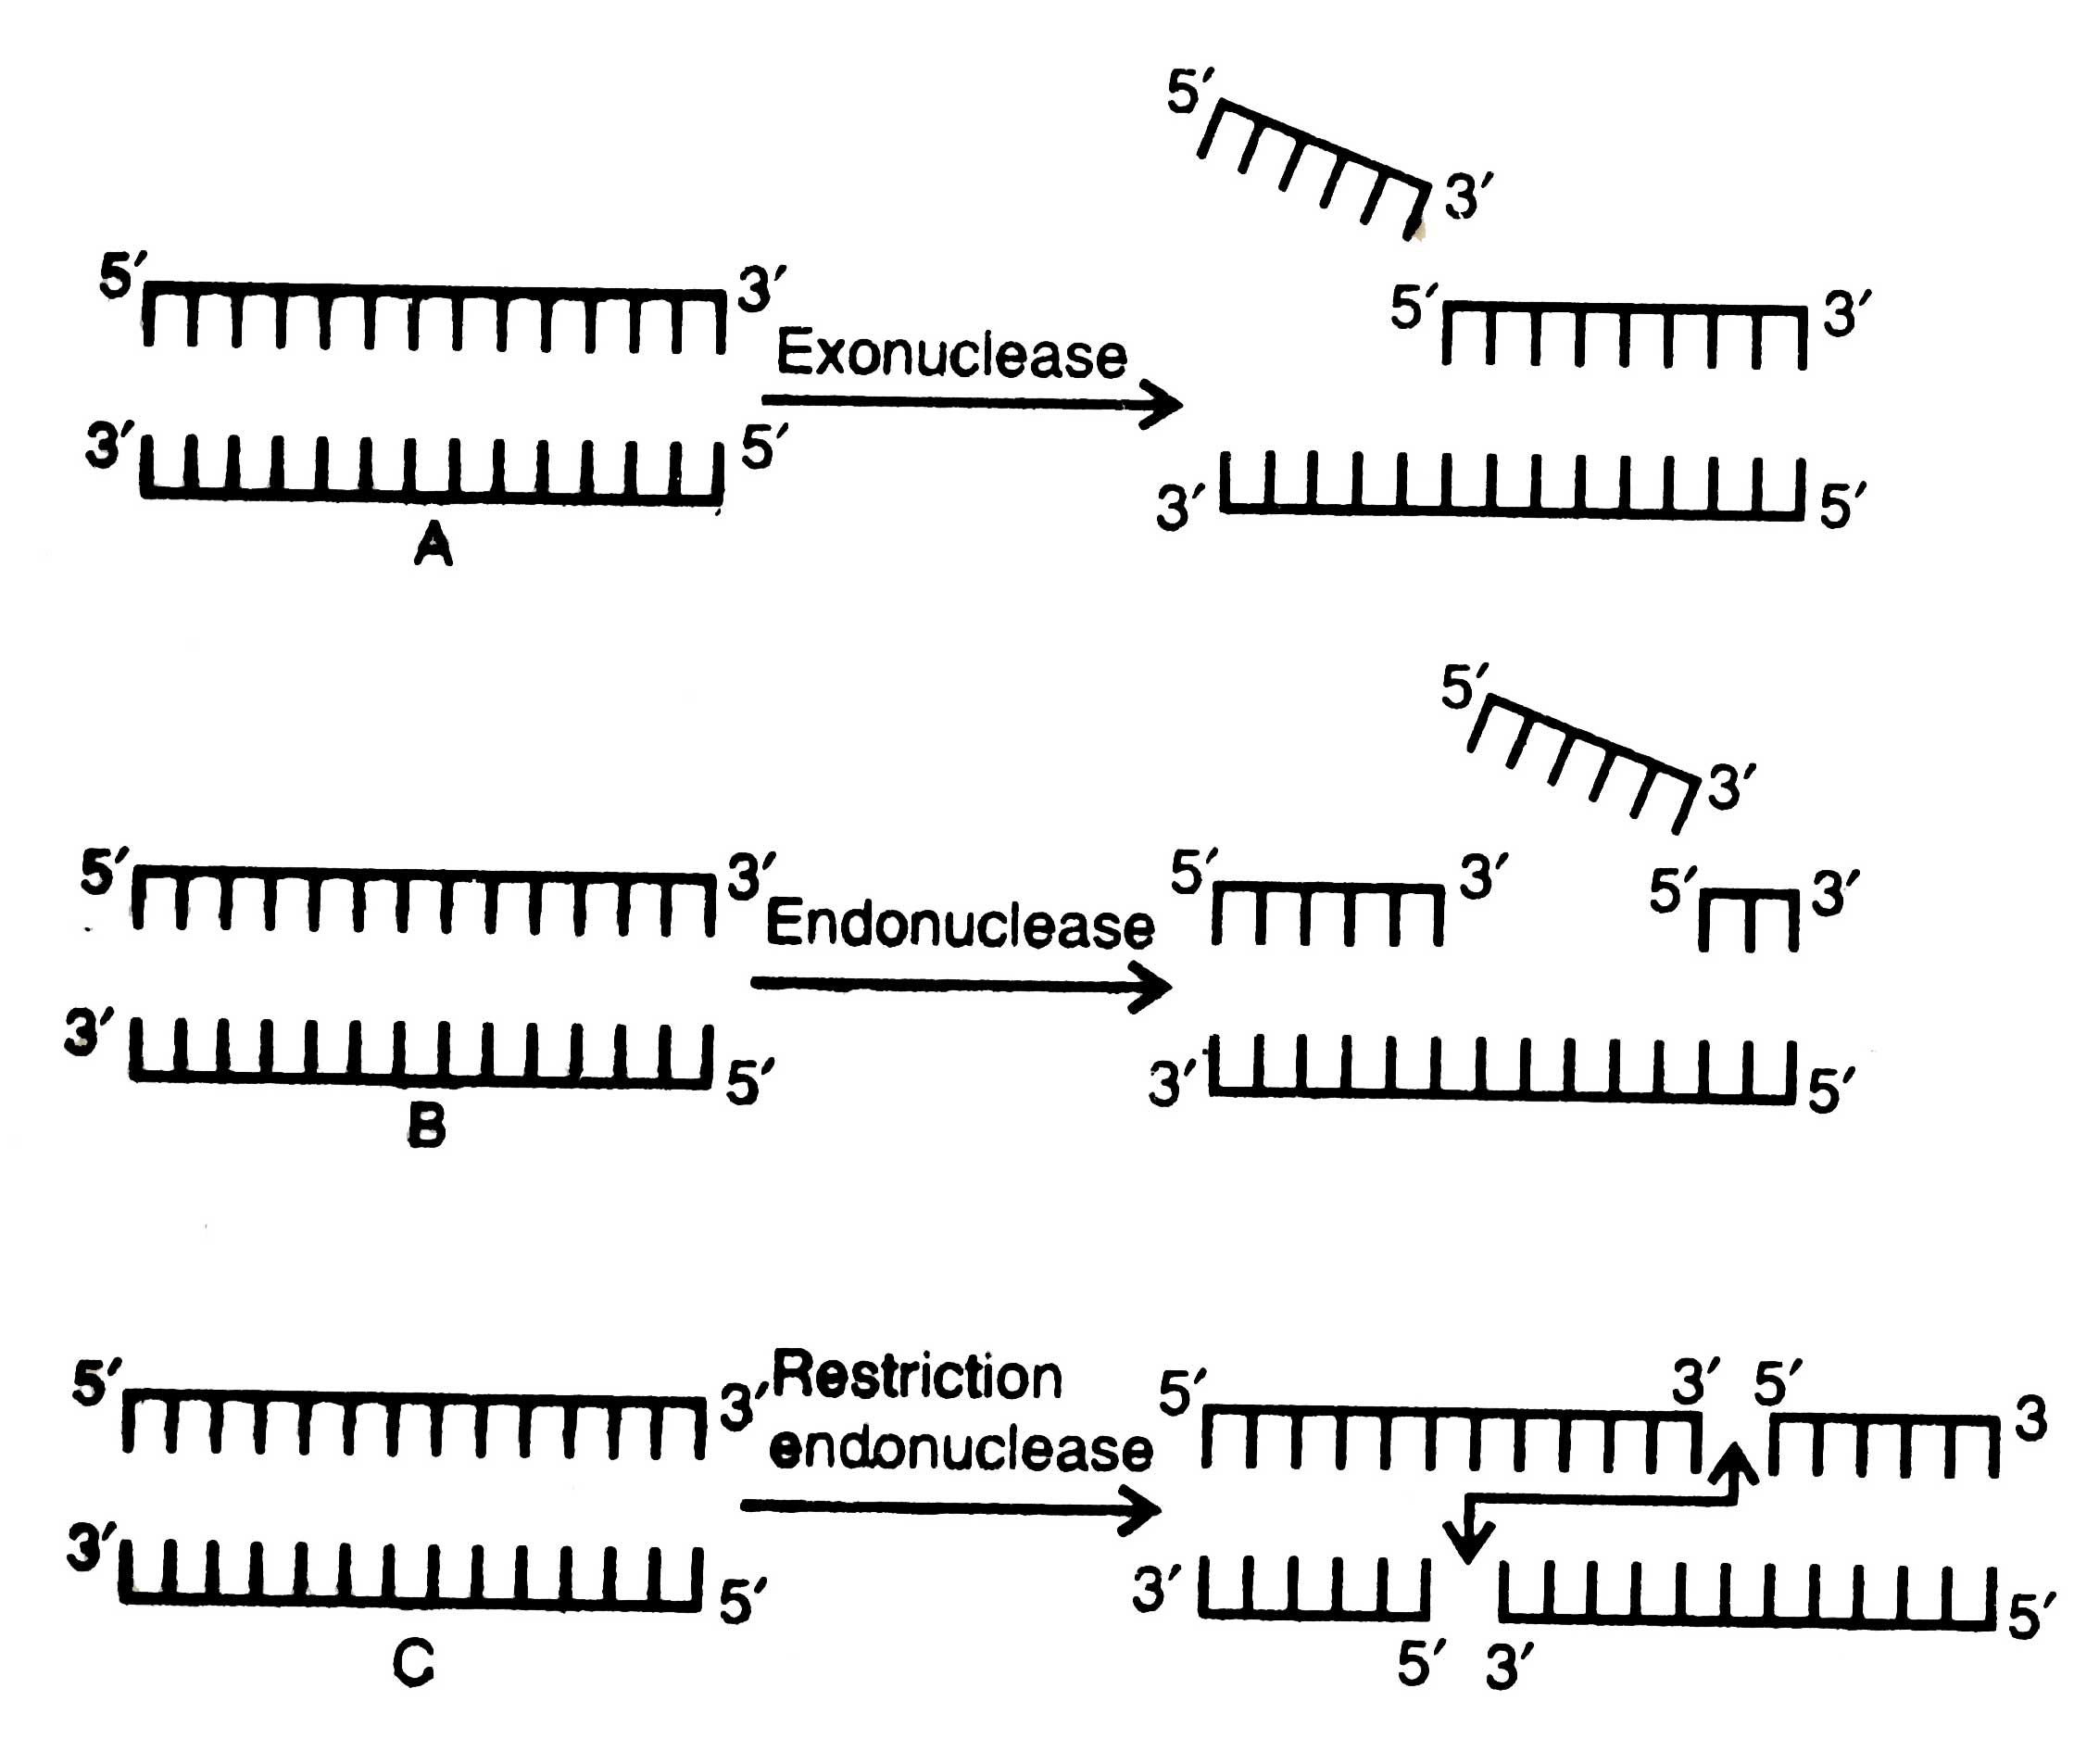 5′
3′
5′ 3′ 5′ 3′
Exonuclease
3′ 5′ 3′ 5′
A
5′
3′
5′ 3′ 5′ 3′ 5′ 3′
Endonuclease
3′ 5′ 3′ 5′
B
5′ 3′ Restriction 5′ 3′ 5′ 3
endonuclease
3′ 5′ 3′ 5′
5′ 3′
C